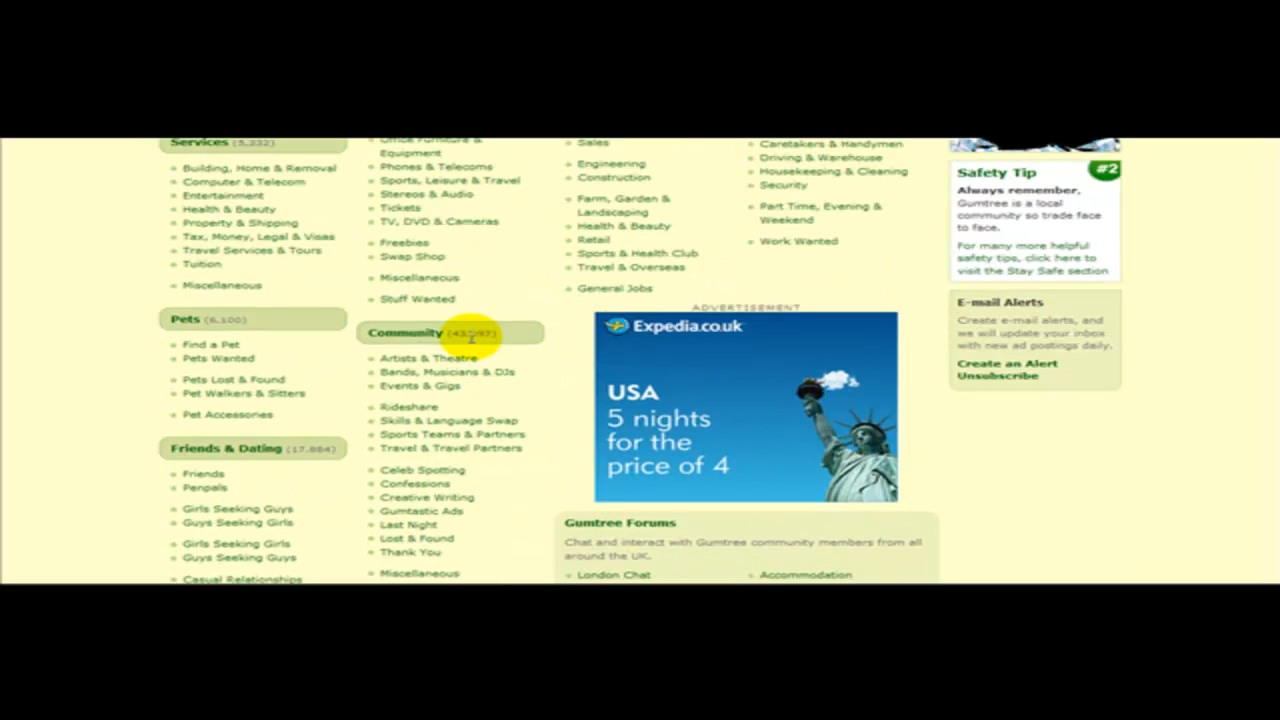 Services (5,232)
Building, Home & Removal
Computer & Telecom
Entertainment
Health & Beauty
Property & Shipping
Tax, Money, Legal & Visas
Travel Services & Tours
Tuition
Miscellaneous
Pets (6,100)
Find a Pet
Pets Wanted
Pets Lost & Found
Pet Walkers & Sitters
Pet Accessories
Friends & Dating (17,884)
Friends
Penpals
Girls Seeking Guys
Guys Seeking Girls
Girls Seeking Girls
Guys Seeking Guys
Casual Relationships
Office Furniture &
Equipment
Phones & Telecoms
Sports, Leisure & Travel
Stereos & Audio
Tickets
TV, DVD & Cameras
Freebies
Swap Shop
Miscellaneous
Stuff Wanted
Community
Artists & Theatre
Bands, Musicians & DJs
Events & Gigs
Rideshare
Skills & Language Swap
Sports Teams & Partners
Travel & Travel Partners
Celeb Spotting
Confessions
Creative Writing
Gumtastic Ads
Last Night
Lost & Found
Thank You
Miscellaneous
Sales
Engineering
Construction
Farm, Garden &
Landscaping
Health & Beauty
Retail
Sports & Health Club
Travel & Overseas
General Jobs
Caretakers & Handymen
Driving & Warehouse
Housekeeping & Cleaning
Security
Part Time, Evening &
Weekend
Work Wanted
ADVERTISEMENT
Expedia.co.uk
USA
5 nights
for the
price of 4
Gumtree Forums
Chat and interact with Gumtree community members from all
around the UK.
London Chat
Accommodation
Safety Tip #2
Always remember,
Gumtree is a local
community so trade face
to face.
For many more helpful
safety tips, click here to
visit the Stay Safe section
E-mail Alerts
Create e-mail alerts, and
we will update your inbox
with new ad postings daily.
Create an Alert
Unsubscribe